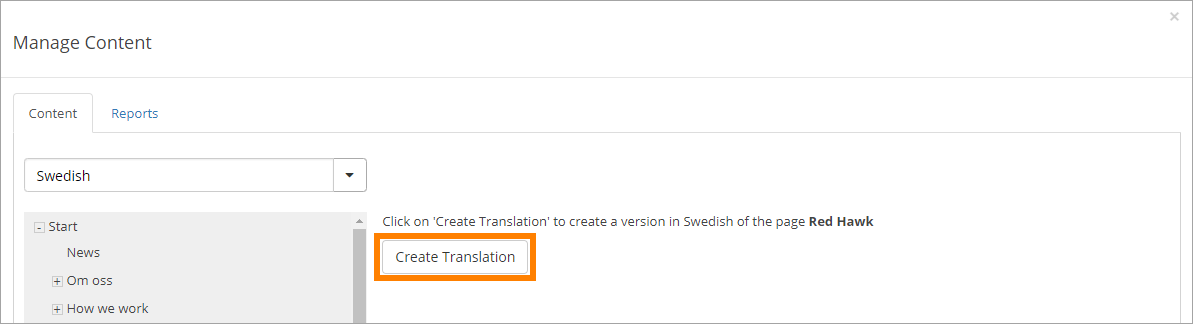 Manage Content
Content
Reports
Swedish
Start
News
Om oss
How we work
Click on 'Create Translation' to create a version in Swedish of the page Red Hawk
Create Translation